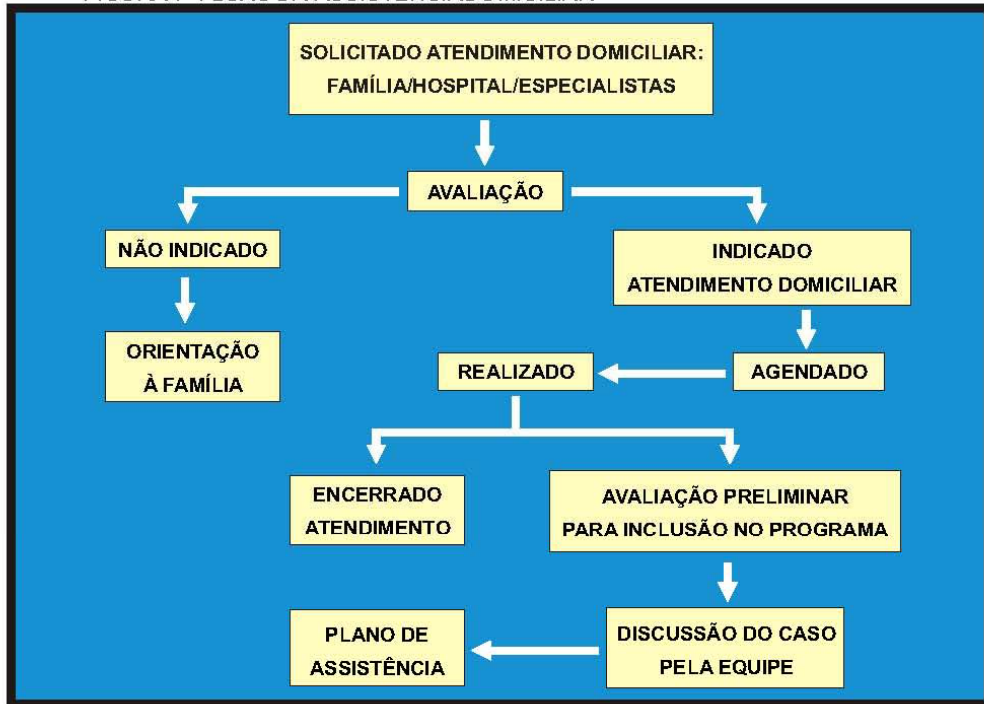 SOLICITADO ATENDIMENTO DOMICILIAR:
FAMÍLIA/HOSPITAL/ESPECIALISTAS
AVALIAÇÃO
NÃO INDICADO
INDICADO
ATENDIMENTO DOMICILIAR
ORIENTAÇÃO
À FAMÍLIA
REALIZADO
AGENDADO
ENCERRADO
ATENDIMENTO
AVALIAÇÃO PRELIMINAR
PARA INCLUSÃO NO PROGRAMA
PLANO DE
ASSISTÊNCIA
DISCUSSÃO DO CASO
PELA EQUIPE